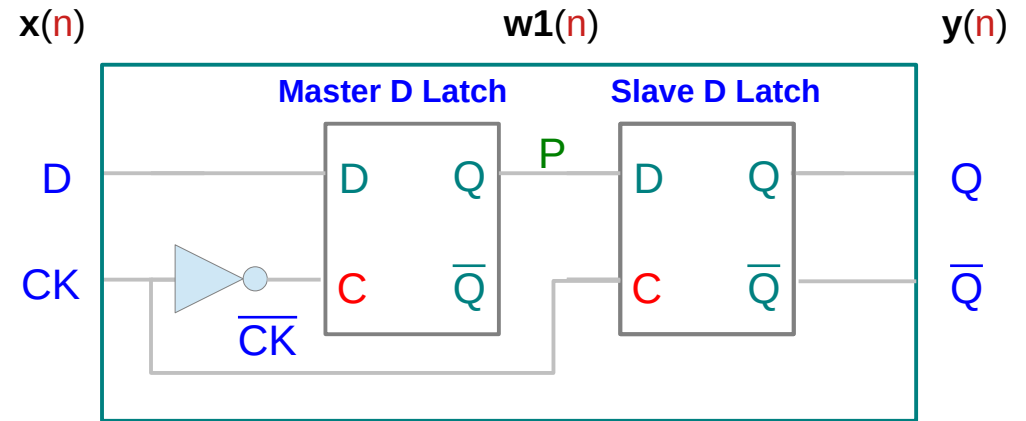 x(n) w1(n) y(n)
Master D Latch Slave D Latch
P
D D Q D Q Q
CK C Q̅ C Q̅ Q̅
C̅K̅